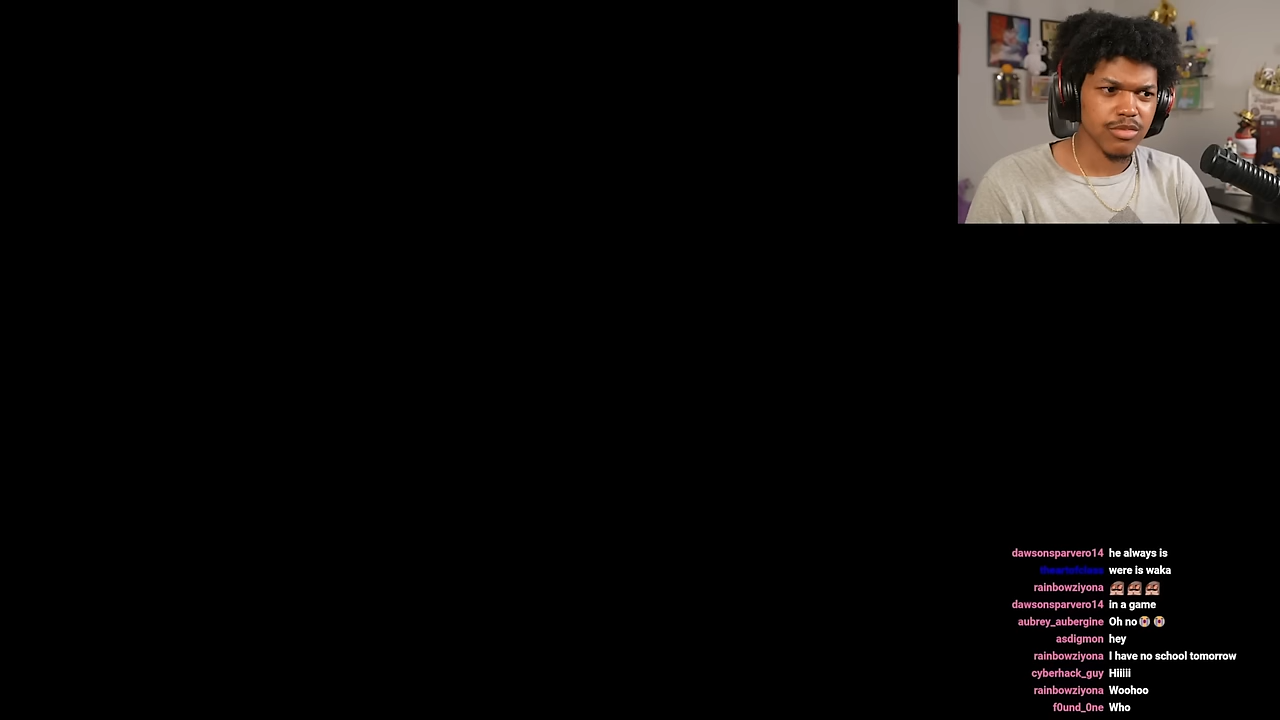 dawsonsparvero14 he always is
were is waka
rainbowziyona
dawsonsparvero14 in a game
aubrey_aubergine Oh no
asdigmon hey
rainbowziyona I have no school tomorrow
cyberhack_guy Hiiiii
rainbowziyona Woohoo
f0und_0ne Who